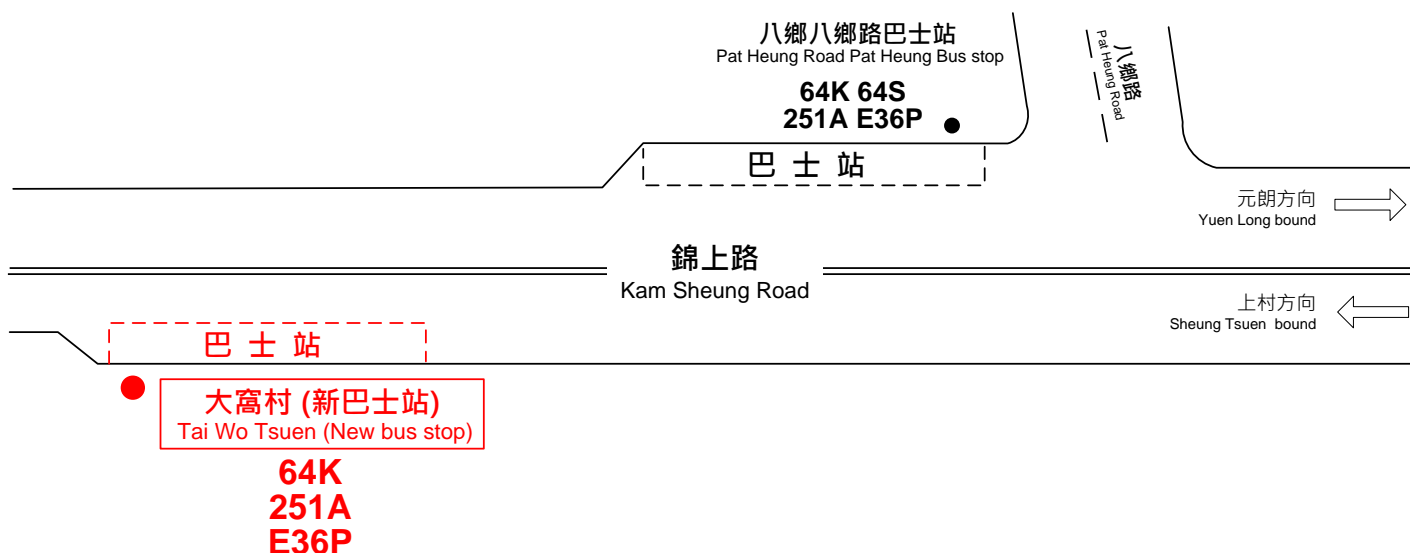 八鄉八鄉路巴士站
Pat Heung Road Pat Heung Bus stop
64K 64S
251A E36P
八鄉路
Pat Heung Road
巴士站
元朗方向
Yuen Long bound
錦上路
Kam Sheung Road
上村方向
Sheung Tsuen bound
巴士站
大窩村 (新巴士站)
Tai Wo Tsuen (New bus stop)
64K
251A
E36P